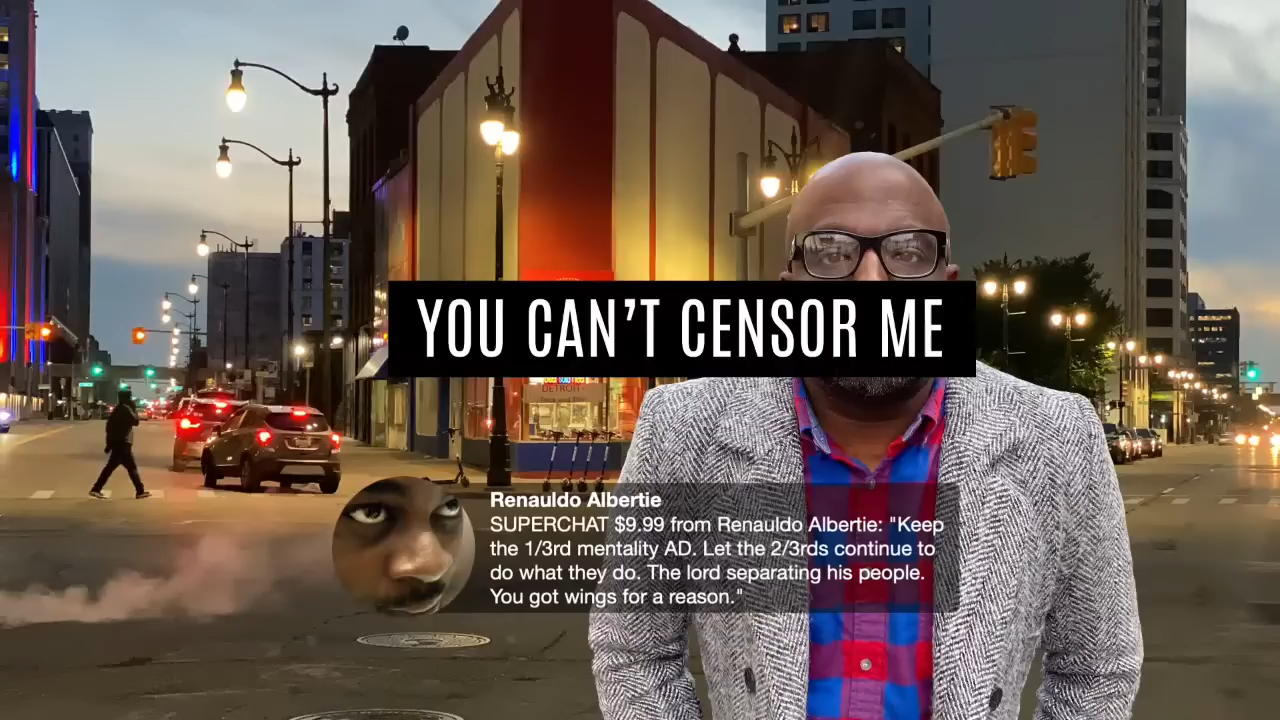 YOU CAN'T CENSOR ME
DETROIT
Renauldo Albertie
SUPERCHAT $9.99 from Renauldo Albertie: "Keep
the 1/3rd mentality AD. Let the 2/3rds continue to
do what they do. The lord separating his people.
You got wings for a reason."